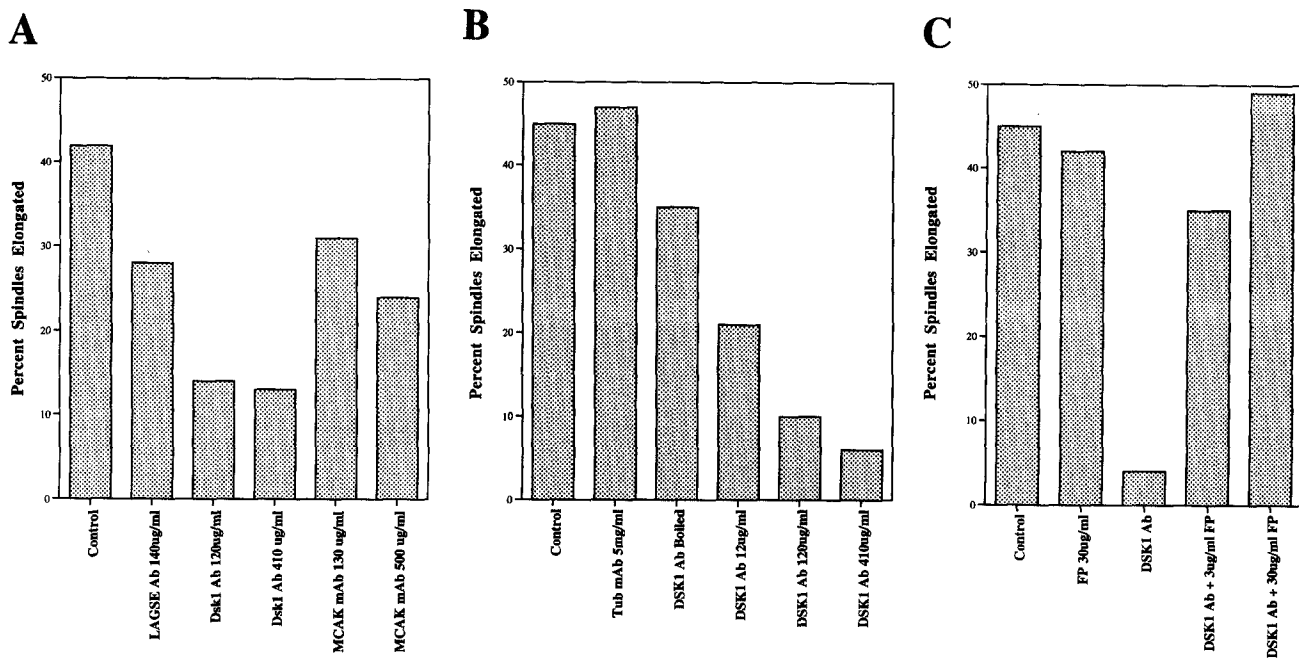 A
Percent Spindles Elongated
50
40
30
20
10
0
Control
LAGSE Ab 140ug/ml
Dsk1 Ab 120ug/ml
Dsk1 Ab 410 ug/ml
MCAK mAb 130 ug/ml
MCAK mAb 500 ug/ml
B
Percent Spindles Elongated
50
40
30
20
10
0
Control
Tub mAb 5mg/ml
DSK1 Ab Boiled
DSK1 Ab 12ug/ml
DSK1 Ab 120ug/ml
DSK1 Ab 410ug/ml
C
Percent Spindles Elongated
50
40
30
20
10
0
Control
FP 30ug/ml
DSK1 Ab
DSK1 Ab + 3ug/ml FP
DSK1 Ab + 30ug/ml FP